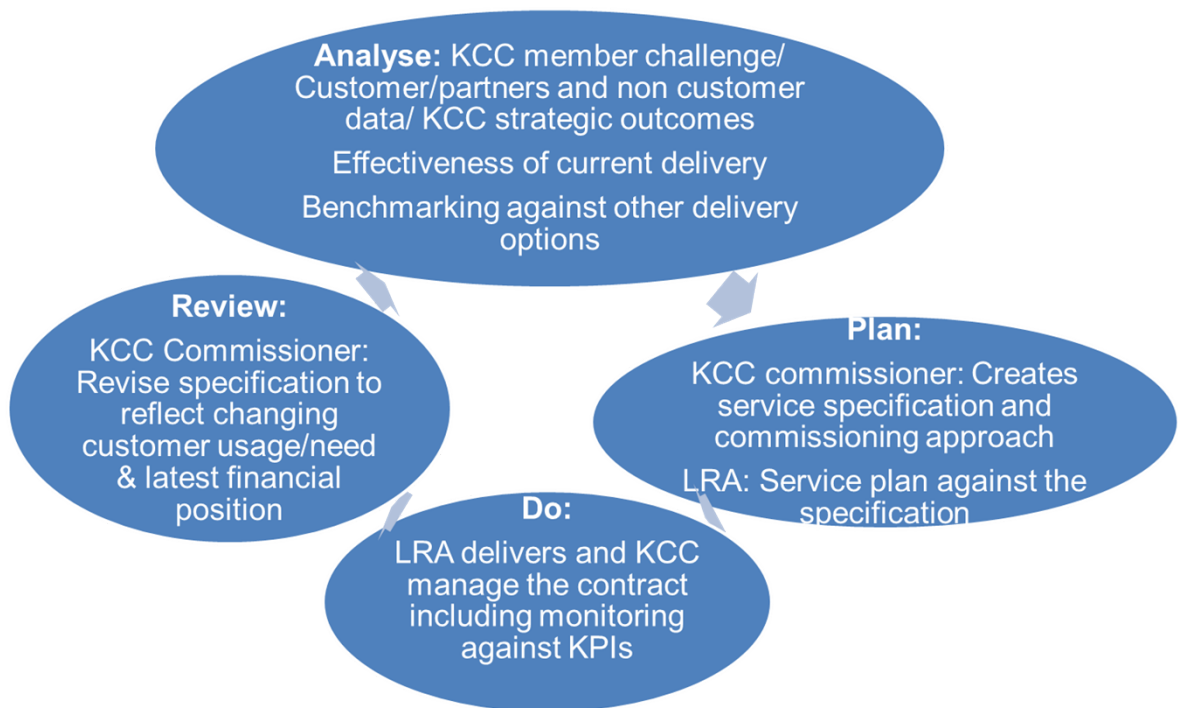 Analyse: KCC member challenge/
Customer/partners and non customer
data/ KCC strategic outcomes
Effectiveness of current delivery
Benchmarking against other delivery
options
Review:
KCC Commissioner:
Revise specification to
reflect changing
customer usage/need
& latest financial
position
Plan:
KCC commissioner: Creates
service specification and
commissioning approach
LRA: Service plan against the
specification
Do:
LRA delivers and KCC
manage the contract
including monitoring
against KPIs